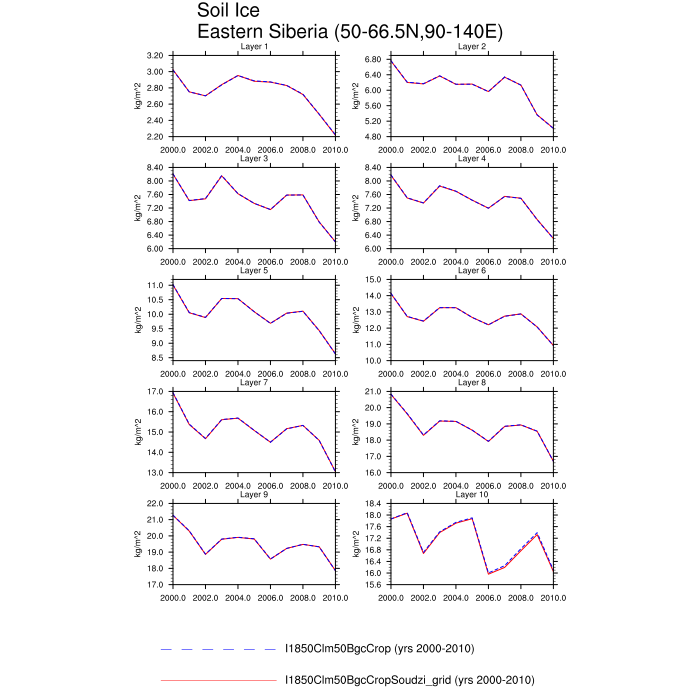 Soil Ice
Eastern Siberia (50-66.5N,90-140E)
Layer 1
3.20
3.00
2.80
2.60
2.40
2.20
kg/m^2
2000.0 2002.0 2004.0 2006.0 2008.0 2010.0
Layer 2
6.80
6.40
6.00
5.60
5.20
4.80
kg/m^2
2000.0 2002.0 2004.0 2006.0 2008.0 2010.0
Layer 3
8.40
8.00
7.60
7.20
6.80
6.40
6.00
kg/m^2
2000.0 2002.0 2004.0 2006.0 2008.0 2010.0
Layer 4
8.40
8.00
7.60
7.20
6.80
6.40
6.00
kg/m^2
2000.0 2002.0 2004.0 2006.0 2008.0 2010.0
Layer 5
11.0
10.5
10.0
9.5
9.0
8.5
kg/m^2
2000.0 2002.0 2004.0 2006.0 2008.0 2010.0
Layer 6
15.0
14.0
13.0
12.0
11.0
10.0
kg/m^2
2000.0 2002.0 2004.0 2006.0 2008.0 2010.0
Layer 7
17.0
16.0
15.0
14.0
13.0
kg/m^2
2000.0 2002.0 2004.0 2006.0 2008.0 2010.0
Layer 8
21.0
20.0
19.0
18.0
17.0
16.0
kg/m^2
2000.0 2002.0 2004.0 2006.0 2008.0 2010.0
Layer 9
22.0
21.0
20.0
19.0
18.0
17.0
kg/m^2
2000.0 2002.0 2004.0 2006.0 2008.0 2010.0
Layer 10
18.4
18.0
17.6
17.2
16.8
16.4
16.0
15.6
kg/m^2
2000.0 2002.0 2004.0 2006.0 2008.0 2010.0
I1850Clm50BgcCrop (yrs 2000-2010)
I1850Clm50BgcCropSoudzi_grid (yrs 2000-2010)